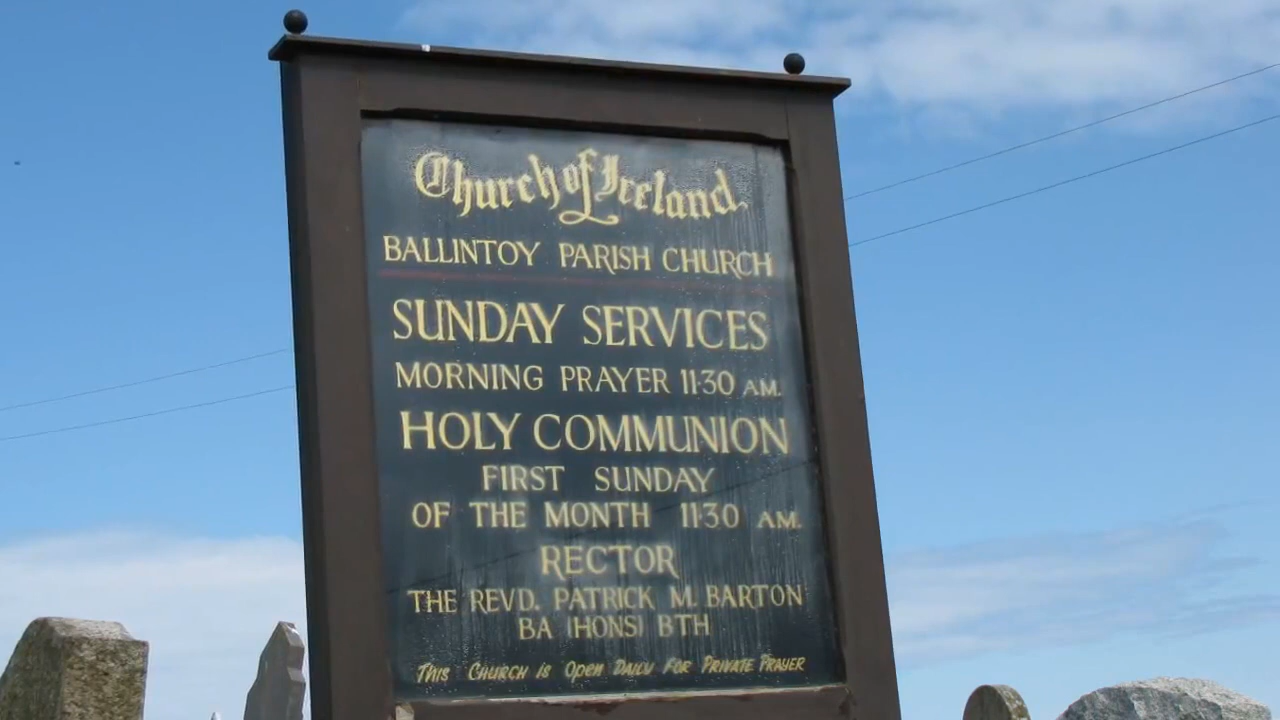 Church of Ireland.
BALLINTOY PARISH CHURCH
SUNDAY SERVICES
MORNING PRAYER 11·30 AM.
HOLY COMMUNION
FIRST SUNDAY
OF THE MONTH 11·30 AM.
RECTOR
THE REVD. PATRICK M. BARTON
BA (HONS) BTH
THIS CHURCH IS OPEN DAILY FOR PRIVATE PRAYER